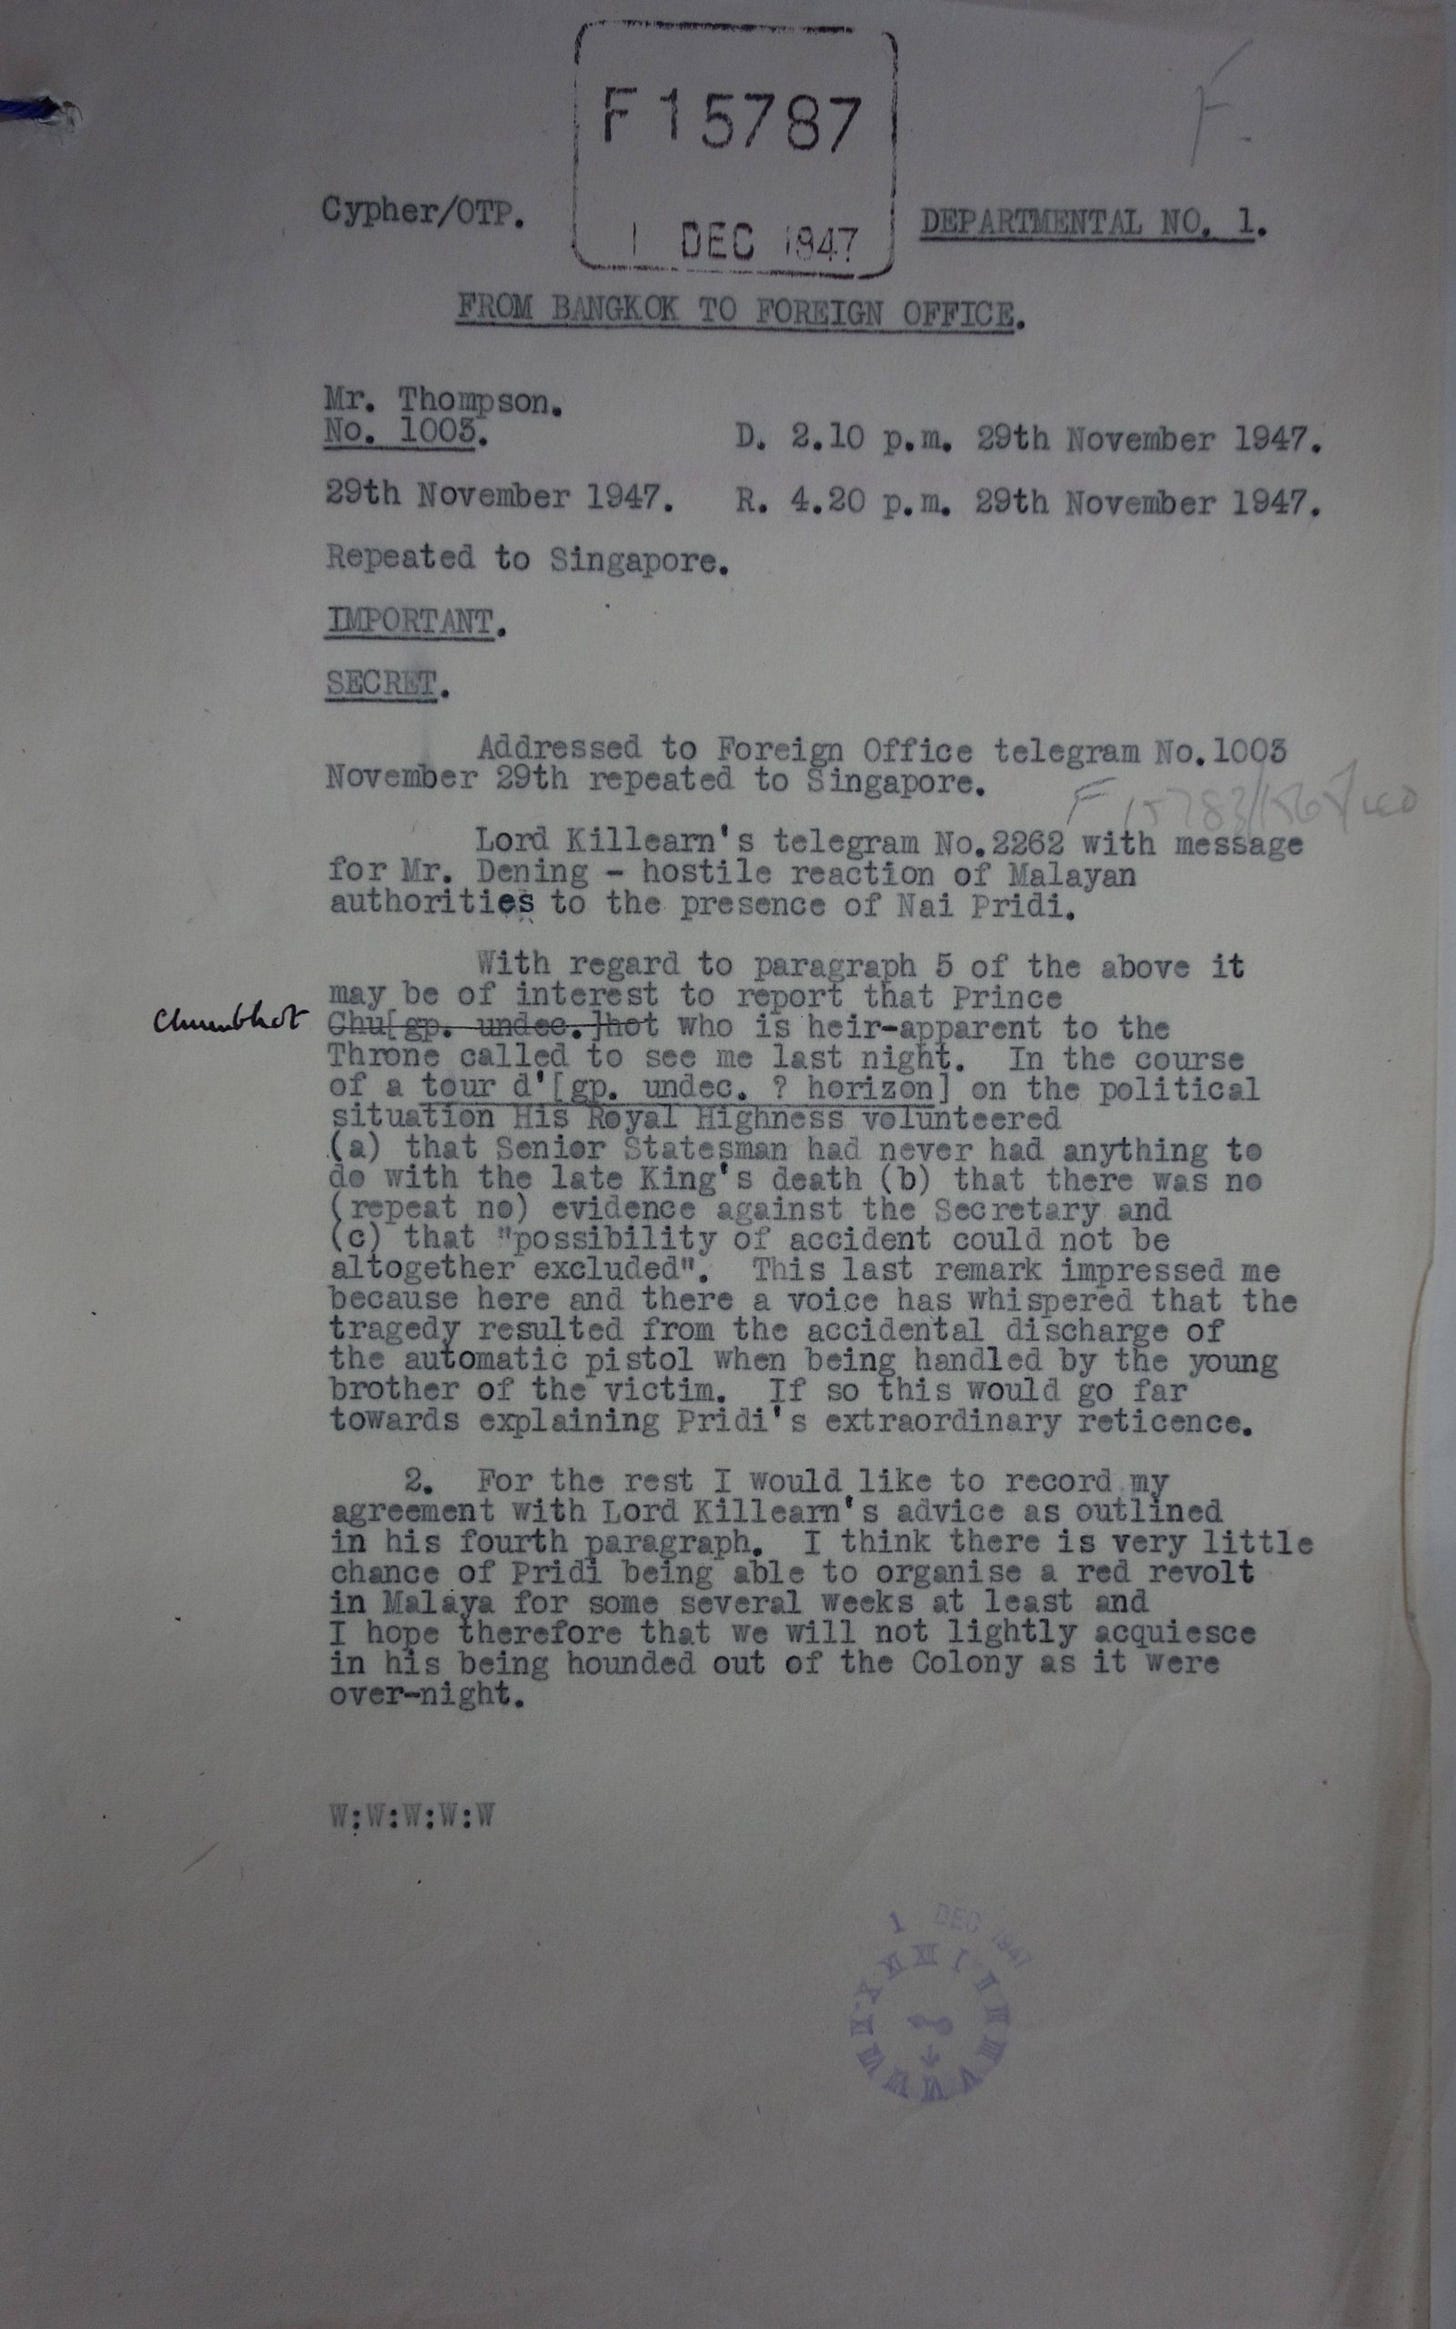 F 15787
1 DEC 1947
F.
Cypher/OTP.
DEPARTMENTAL NO. 1.
FROM BANGKOK TO FOREIGN OFFICE.
Mr. Thompson.
No. 1003.
D. 2.10 p.m. 29th November 1947.
29th November 1947.
R. 4.20 p.m. 29th November 1947.
Repeated to Singapore.
IMPORTANT.
SECRET.
Addressed to Foreign Office telegram No.1003
November 29th repeated to Singapore.
Lord Killearn's telegram No.2262 with message
for Mr. Dening - hostile reaction of Malayan
authorities to the presence of Nai Pridi.
With regard to paragraph 5 of the above it
may be of interest to report that Prince
Chumbhot Chu[gp. undec.]hot who is heir-apparent to the
Throne called to see me last night. In the course
of a tour d'[gp. undec. ? horizon] on the political
situation His Royal Highness volunteered
(a) that Senior Statesman had never had anything to
do with the late King's death (b) that there was no
(repeat no) evidence against the Secretary and
(c) that "possibility of accident could not be
altogether excluded". This last remark impressed me
because here and there a voice has whispered that the
tragedy resulted from the accidental discharge of
the automatic pistol when being handled by the young
brother of the victim. If so this would go far
towards explaining Pridi's extraordinary reticence.
2. For the rest I would like to record my
agreement with Lord Killearn's advice as outlined
in his fourth paragraph. I think there is very little
chance of Pridi being able to organise a red revolt
in Malaya for some several weeks at least and
I hope therefore that we will not lightly acquiesce
in his being hounded out of the Colony as it were
over-night.
W:W:W:W:W
1 DEC 1947